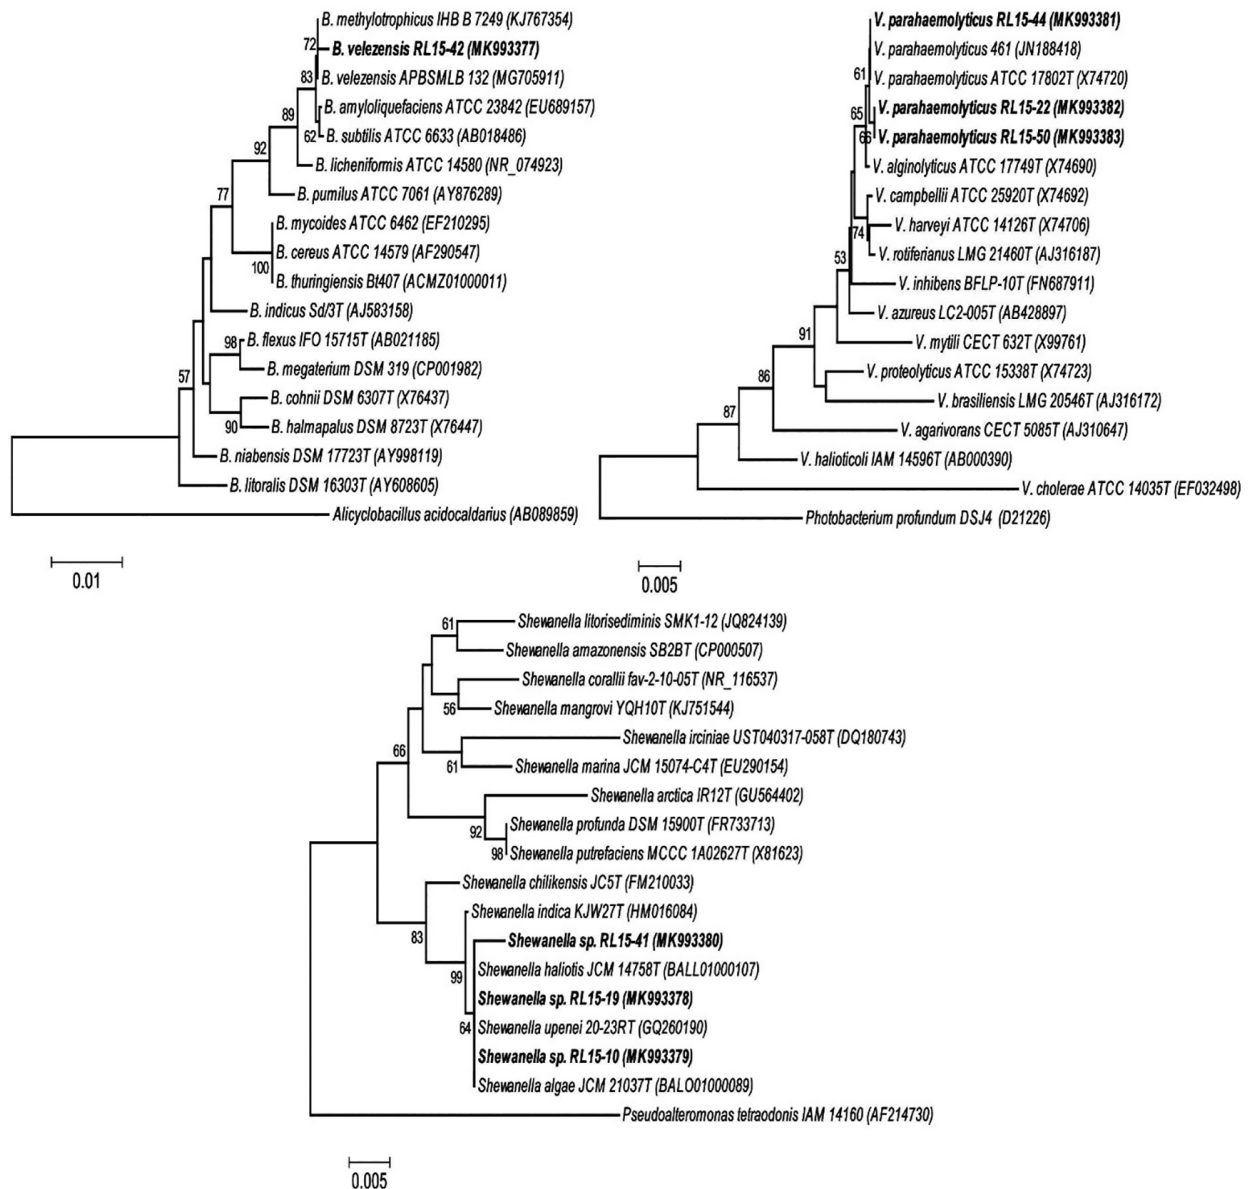 B. methylotrophicus IHB B 7249 (KJ767354)
72
B. velezensis RL15-42 (MK993377)
83
B. velezensis APBSMLB 132 (MG705911)
89
B. amyloliquefaciens ATCC 23842 (EU689157)
62
B. subtilis ATCC 6633 (AB018486)
92
B. licheniformis ATCC 14580 (NR_074923)
77
B. pumilus ATCC 7061 (AY876289)
B. mycoides ATCC 6462 (EF210295)
B. cereus ATCC 14579 (AF290547)
100
B. thuringiensis Bt407 (ACMZ01000011)
B. indicus Sd/3T (AJ583158)
98
B. flexus IFO 15715T (AB021185)
B. megaterium DSM 319 (CP001982)
57
B. cohnii DSM 6307T (X76437)
90
B. halmapalus DSM 8723T (X76447)
B. niabensis DSM 17723T (AY998119)
B. litoralis DSM 16303T (AY608605)
Alicyclobacillus acidocaldarius (AB089859)
0.01
V. parahaemolyticus RL15-44 (MK993381)
V. parahaemolyticus 461 (JN188418)
61
V. parahaemolyticus ATCC 17802T (X74720)
65
V. parahaemolyticus RL15-22 (MK993382)
66
V. parahaemolyticus RL15-50 (MK993383)
V. alginolyticus ATCC 17749T (X74690)
V. campbellii ATCC 25920T (X74692)
74
V. harveyi ATCC 14126T (X74706)
V. rotiferianus LMG 21460T (AJ316187)
53
V. inhibens BFLP-10T (FN687911)
V. azureus LC2-005T (AB428897)
91
V. mytili CECT 632T (X99761)
86
V. proteolyticus ATCC 15338T (X74723)
V. brasiliensis LMG 20546T (AJ316172)
87
V. agarivorans CECT 5085T (AJ310647)
V. halioticoli IAM 14596T (AB000390)
V. cholerae ATCC 14035T (EF032498)
Photobacterium profundum DSJ4 (D21226)
0.005
61
Shewanella litorisediminis SMK1-12 (JQ824139)
Shewanella amazonensis SB2BT (CP000507)
Shewanella corallii fav-2-10-05T (NR_116537)
56
Shewanella mangrovi YQH10T (KJ751544)
66
Shewanella irciniae UST040317-058T (DQ180743)
61
Shewanella marina JCM 15074-C4T (EU290154)
Shewanella arctica IR12T (GU564402)
92
Shewanella profunda DSM 15900T (FR733713)
98
Shewanella putrefaciens MCCC 1A02627T (X81623)
Shewanella chilikensis JC5T (FM210033)
83
Shewanella indica KJW27T (HM016084)
Shewanella sp. RL15-41 (MK993380)
99
Shewanella haliotis JCM 14758T (BALL01000107)
Shewanella sp. RL15-19 (MK993378)
64
Shewanella upenei 20-23RT (GQ260190)
Shewanella sp. RL15-10 (MK993379)
Shewanella algae JCM 21037T (BALO01000089)
Pseudoalteromonas tetraodonis IAM 14160 (AF214730)
0.005